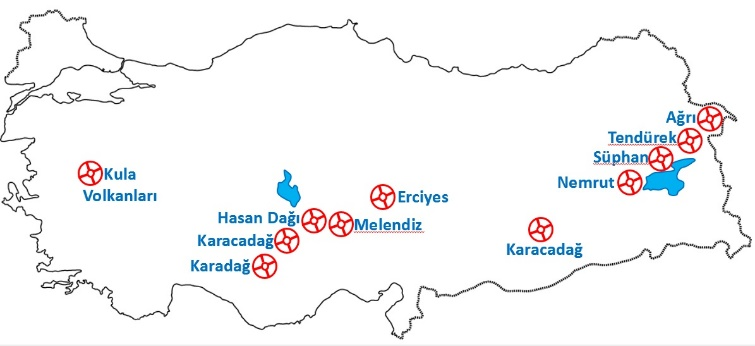 Ağrı
Tendürek
Süphan
Nemrut
Kula
Volkanları
Erciyes
Hasan Dağı
Melendiz
Karacadağ
Karacadağ
Karadağ